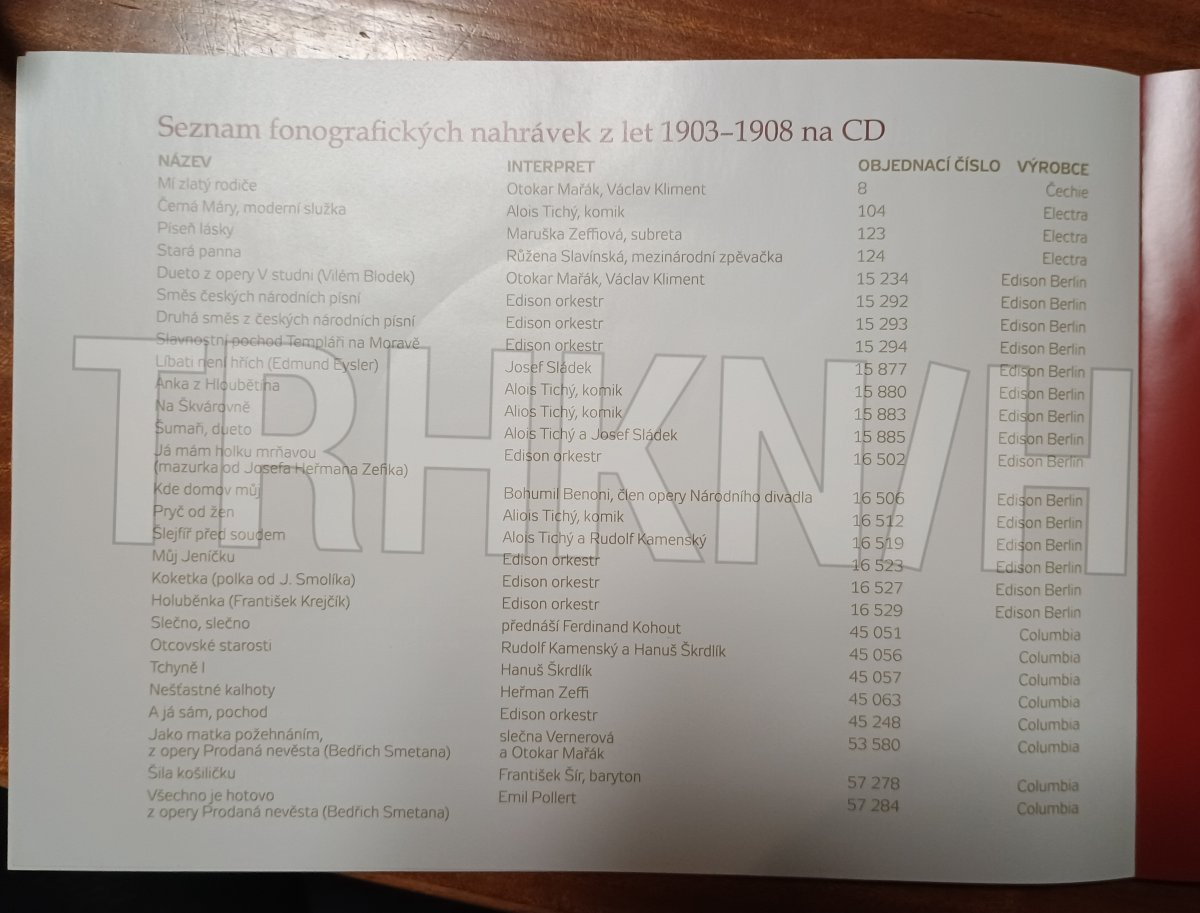 Seznam fonografických nahrávek z let 1903–1908 na CD
NÁZEV INTERPRET OBJEDNACÍ ČÍSLO VÝROBCE
Mí zlatý rodiče Otokar Mařák, Václav Kliment 8 Čechie
Černá Máry, moderní služka Alois Tichý, komik 104 Electra
Píseň lásky Maruška Zeffiová, subreta 123 Electra
Stará panna Růžena Slavínská, mezinárodní zpěvačka 124 Electra
Dueto z opery V studni (Vilém Blodek) Otokar Mařák, Václav Kliment 15 234 Edison Berlin
Směs českých národních písní Edison orkestr 15 292 Edison Berlin
Druhá směs z českých národních písní Edison orkestr 15 293 Edison Berlin
Slavnostní pochod Templáři na Moravě Edison orkestr 15 294 Edison Berlin
Líbati není hřích (Edmund Eysler) Josef Sládek 15 877 Edison Berlin
Anka z Hloubětína Alois Tichý, komik 15 880 Edison Berlin
Na Škvárovně Alios Tichý, komik 15 883 Edison Berlin
Šumaři, dueto Alois Tichý a Josef Sládek 15 885 Edison Berlin
Já mám holku mrňavou Edison orkestr 16 502 Edison Berlin
(mazurka od Josefa Heřmana Zefika)
Kde domov můj Bohumil Benoni, člen opery Národního divadla 16 506 Edison Berlin
Pryč od žen Aliois Tichý, komik 16 512 Edison Berlin
Šlejfíř před soudem Alois Tichý a Rudolf Kamenský 16 519 Edison Berlin
Můj Jeníčku Edison orkestr 16 523 Edison Berlin
Koketka (polka od J. Smolíka) Edison orkestr 16 527 Edison Berlin
Holuběnka (František Krejčík) Edison orkestr 16 529 Edison Berlin
Slečno, slečno přednáší Ferdinand Kohout 45 051 Columbia
Otcovské starosti Rudolf Kamenský a Hanuš Škrdlík 45 056 Columbia
Tchyně I Hanuš Škrdlík 45 057 Columbia
Nešťastné kalhoty Heřman Zeffi 45 063 Columbia
A já sám, pochod Edison orkestr 45 248 Columbia
Jako matka požehnáním, slečna Vernerová 53 580 Columbia
z opery Prodaná nevěsta (Bedřich Smetana) a Otokar Mařák
Šila košiličku František Šír, baryton 57 278 Columbia
Všechno je hotovo Emil Pollert 57 284 Columbia
z opery Prodaná nevěsta (Bedřich Smetana)
TRHKN/H